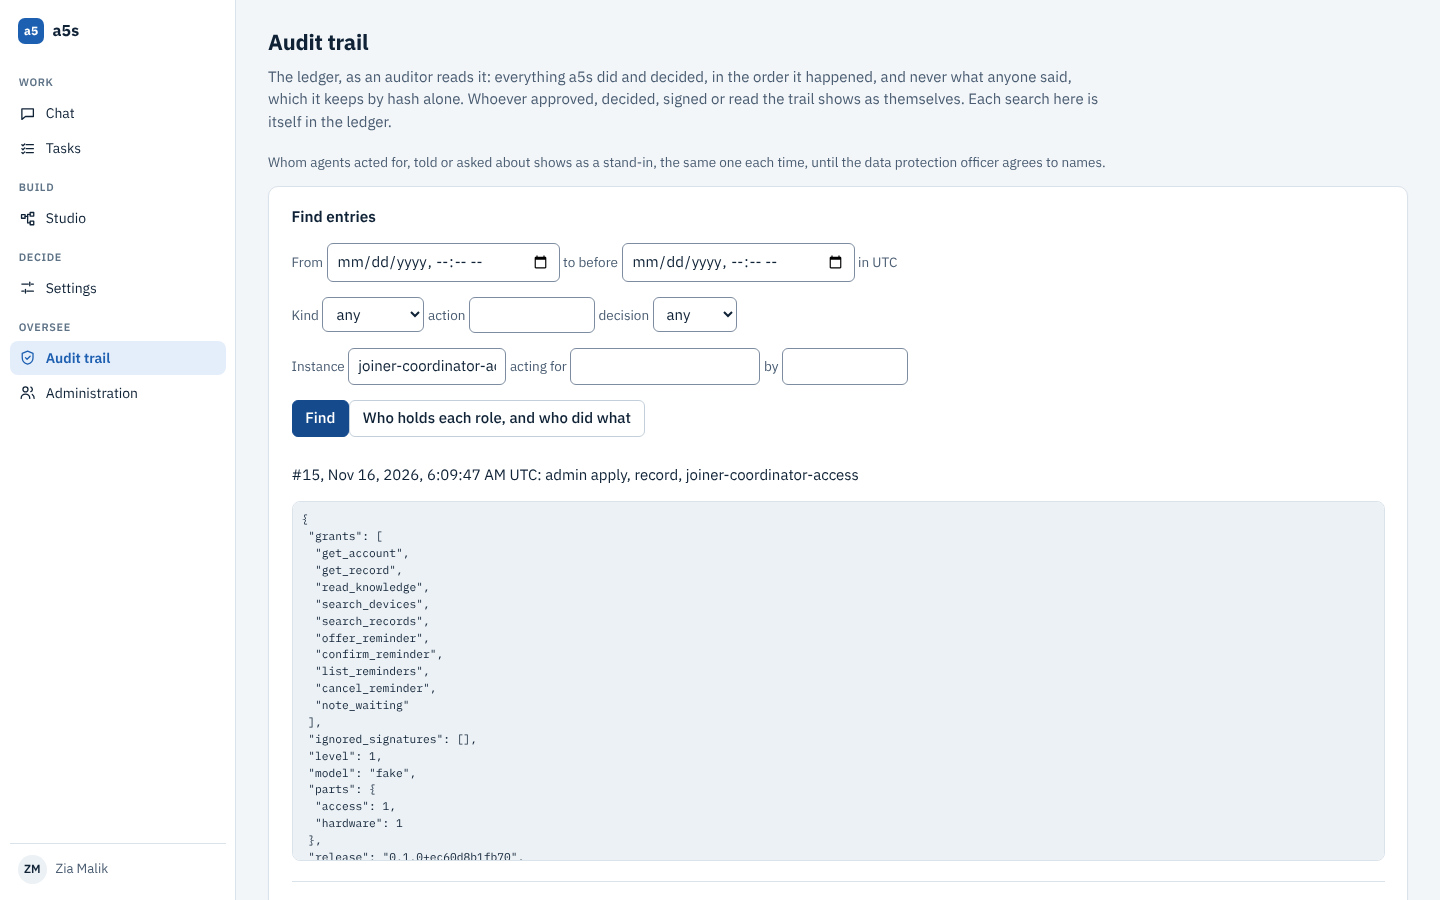 a5 a5s
WORK
Chat
Tasks
BUILD
Studio
DECIDE
Settings
OVERSEE
Audit trail
Administration
ZM Zia Malik
Audit trail
The ledger, as an auditor reads it: everything a5s did and decided, in the order it happened, and never what anyone said,
which it keeps by hash alone. Whoever approved, decided, signed or read the trail shows as themselves. Each search here is
itself in the ledger.
Whom agents acted for, told or asked about shows as a stand-in, the same one each time, until the data protection officer agrees to names.
Find entries
From mm/dd/yyyy, --:-- -- to before mm/dd/yyyy, --:-- -- in UTC
Kind any action decision any
Instance joiner-coordinator-ac acting for by
Find Who holds each role, and who did what
#15, Nov 16, 2026, 6:09:47 AM UTC: admin apply, record, joiner-coordinator-access
{
"grants": [
"get_account",
"get_record",
"read_knowledge",
"search_devices",
"search_records",
"offer_reminder",
"confirm_reminder",
"list_reminders",
"cancel_reminder",
"note_waiting"
],
"ignored_signatures": [],
"level": 1,
"model": "fake",
"parts": {
"access": 1,
"hardware": 1
},
"release": "0.1.0+ec60d8b1fb70",